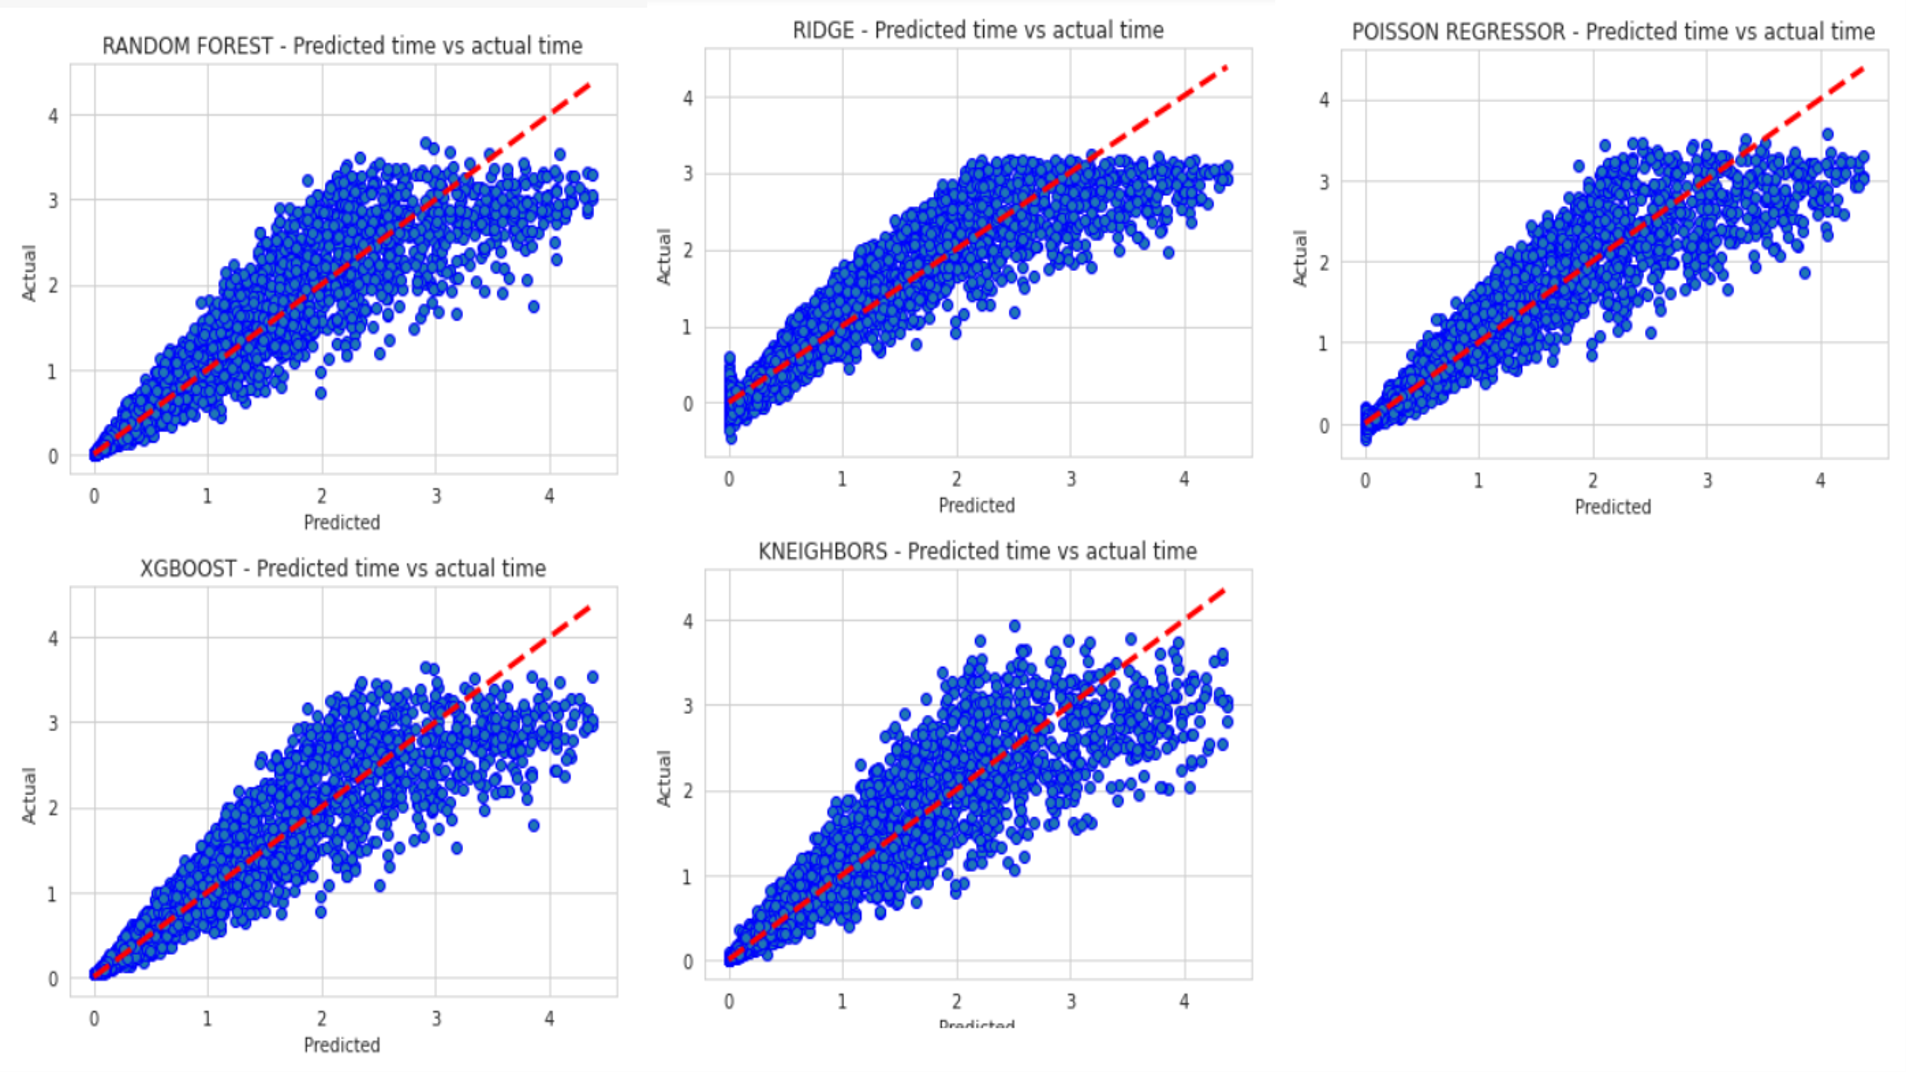 RANDOM FOREST - Predicted time vs actual time
4
3
2
1
0
Actual
0 1 2 3 4
Predicted
RIDGE - Predicted time vs actual time
4
3
2
1
0
Actual
0 1 2 3 4
Predicted
POISSON REGRESSOR - Predicted time vs actual time
4
3
2
1
0
Actual
0 1 2 3 4
Predicted
XGBOOST - Predicted time vs actual time
4
3
2
1
0
Actual
0 1 2 3 4
Predicted
KNEIGHBORS - Predicted time vs actual time
4
3
2
1
0
Actual
0 1 2 3 4
Predicted